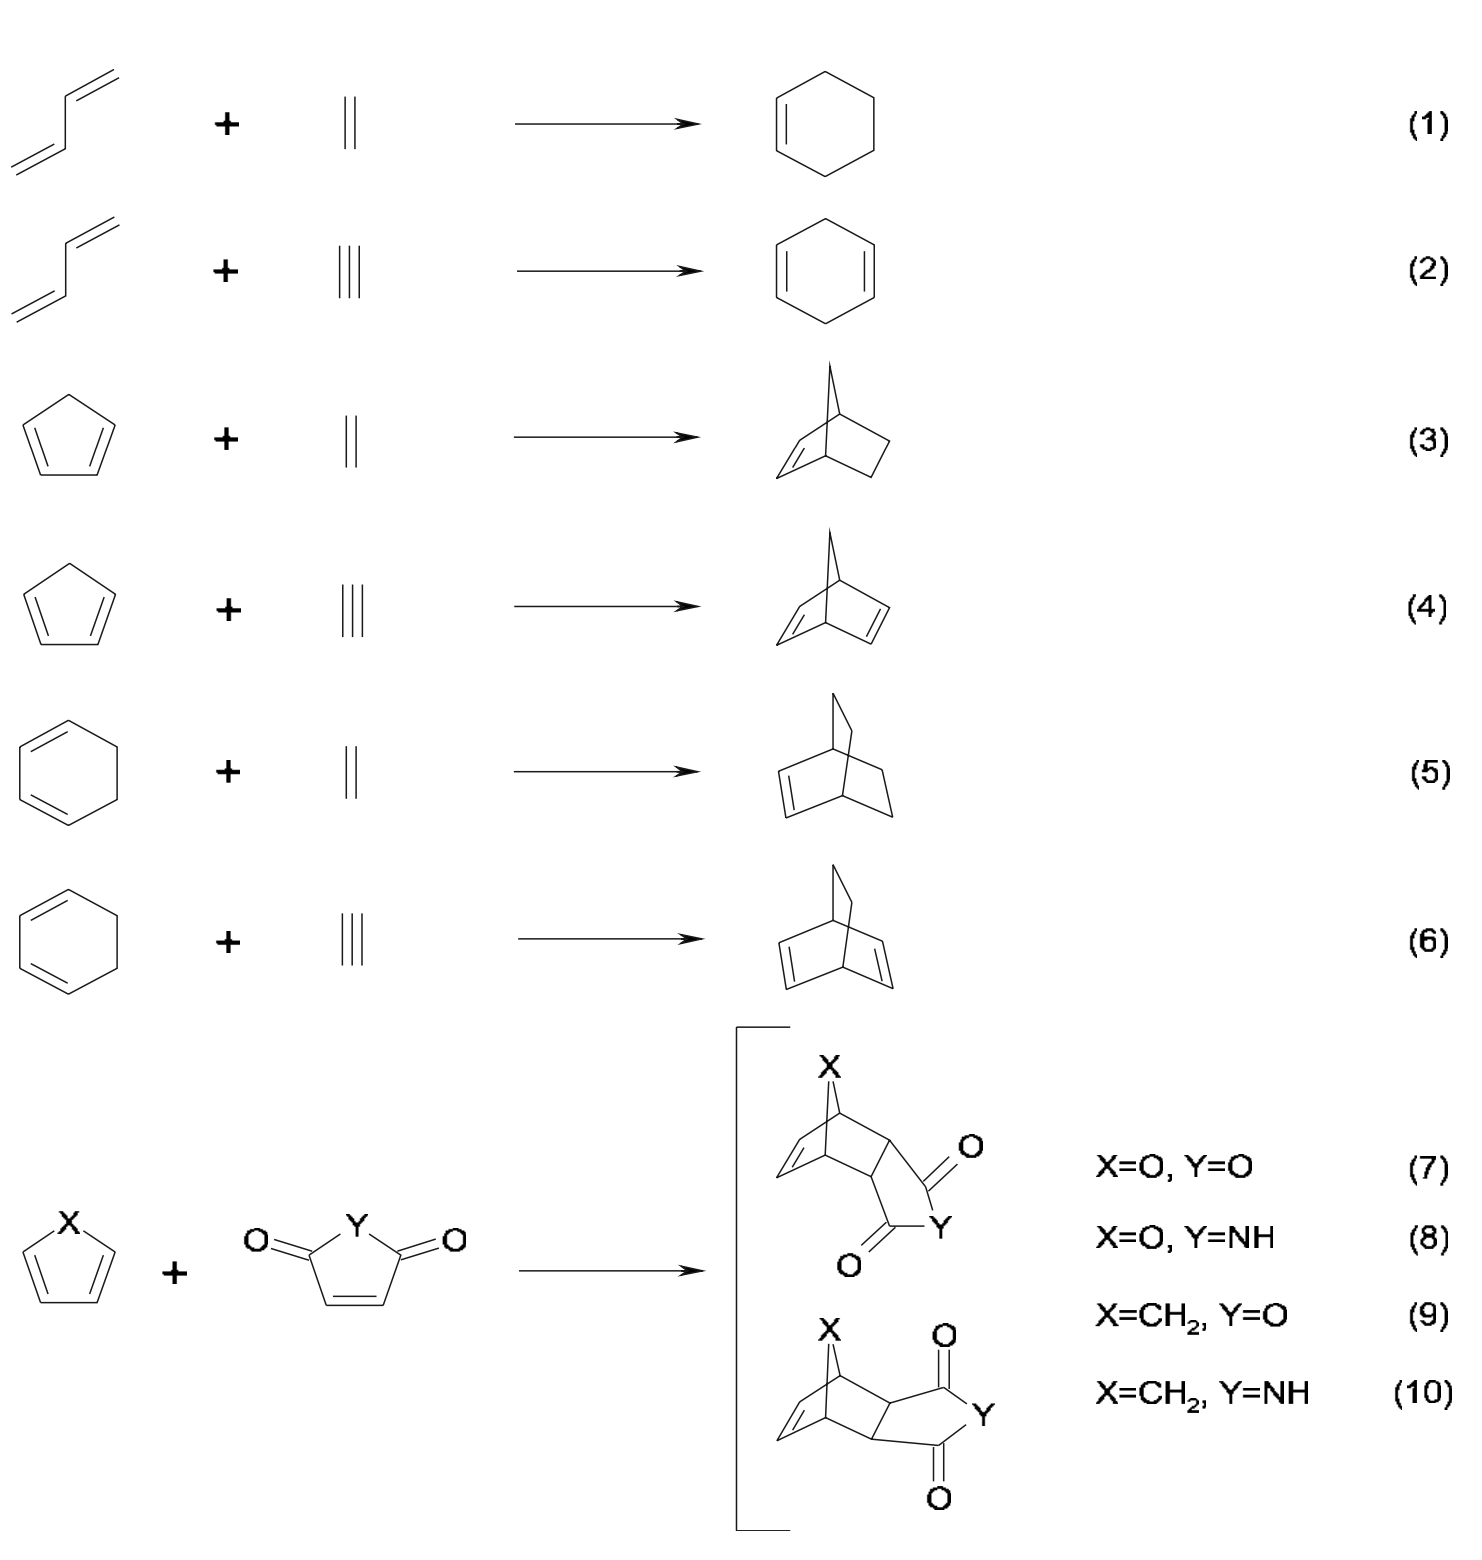 + (1)
+ (2)
+ (3)
+ (4)
+ (5)
+ (6)
X
O
X=O, Y=O (7)
X + O Y O
Y
O
X=O, Y=NH (8)
X=CH₂, Y=O (9)
X O
Y
O
X=CH₂, Y=NH (10)